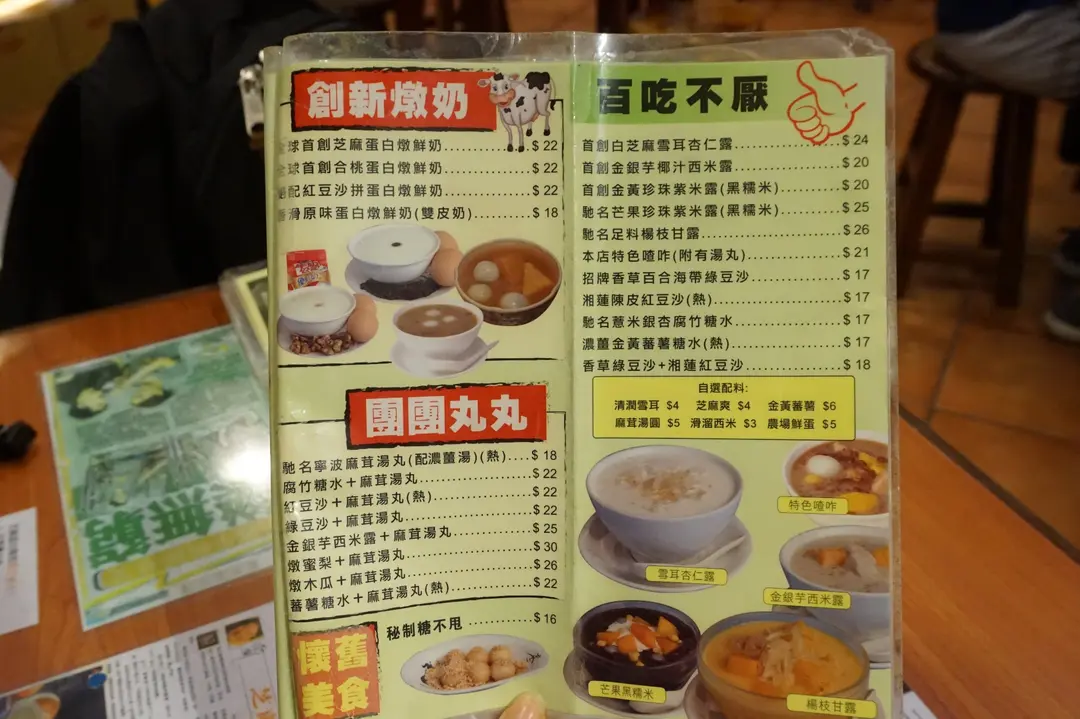 創新燉奶
球首創芝麻蛋白燉鮮奶.......... $ 22
球首創合桃蛋白燉鮮奶.......... $ 22
配紅豆沙拼蛋白燉鮮奶.......... $ 22
滑原味蛋白燉鮮奶(雙皮奶)......... $ 18
團團丸丸
馳名寧波麻茸湯丸(配濃薑湯)(熱).... $ 18
腐竹糖水＋麻茸湯丸.......... $ 22
紅豆沙＋麻茸湯丸(熱).......... $ 22
綠豆沙＋麻茸湯丸.......... $ 22
金銀芋西米露＋麻茸湯丸.......... $ 25
燉蜜梨＋麻茸湯丸.......... $ 30
燉木瓜＋麻茸湯丸.......... $ 26
蕃薯糖水＋麻茸湯丸(熱).......... $ 22
懷舊
美食
秘制糖不甩 .......... $ 16
百吃不厭
首創白芝麻雪耳杏仁露.......... $ 24
首創金銀芋椰汁西米露.......... $ 20
首創金黃珍珠紫米露(黑糯米)........ $ 20
馳名芒果珍珠紫米露(黑糯米)........ $ 25
馳名足料楊枝甘露.......... $ 26
本店特色喳咋(附有湯丸).......... $ 21
招牌香草百合海帶綠豆沙.......... $ 17
湘蓮陳皮紅豆沙(熱).......... $ 17
馳名薏米銀杏腐竹糖水.......... $ 17
濃薑金黃蕃薯糖水(熱).......... $ 17
香草綠豆沙+湘蓮紅豆沙.......... $ 18
自選配料:
清潤雪耳 $4 芝麻爽 $4 金黃蕃薯 $6
麻茸湯圓 $5 滑溜西米 $3 農場鮮蛋 $5
特色喳咋
雪耳杏仁露
金銀芋西米露
芒果黑糯米
楊枝甘露